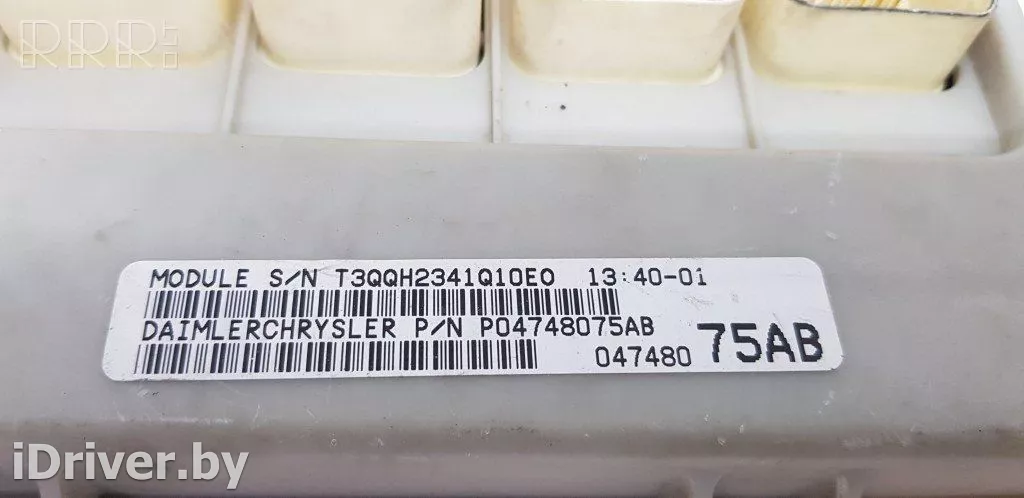 RRR
MODULE S/N T3QQH2341Q10E0 13:40-01
DAIMLERCHRYSLER P/N P04748075AB
047480 75AB
iDriver.by